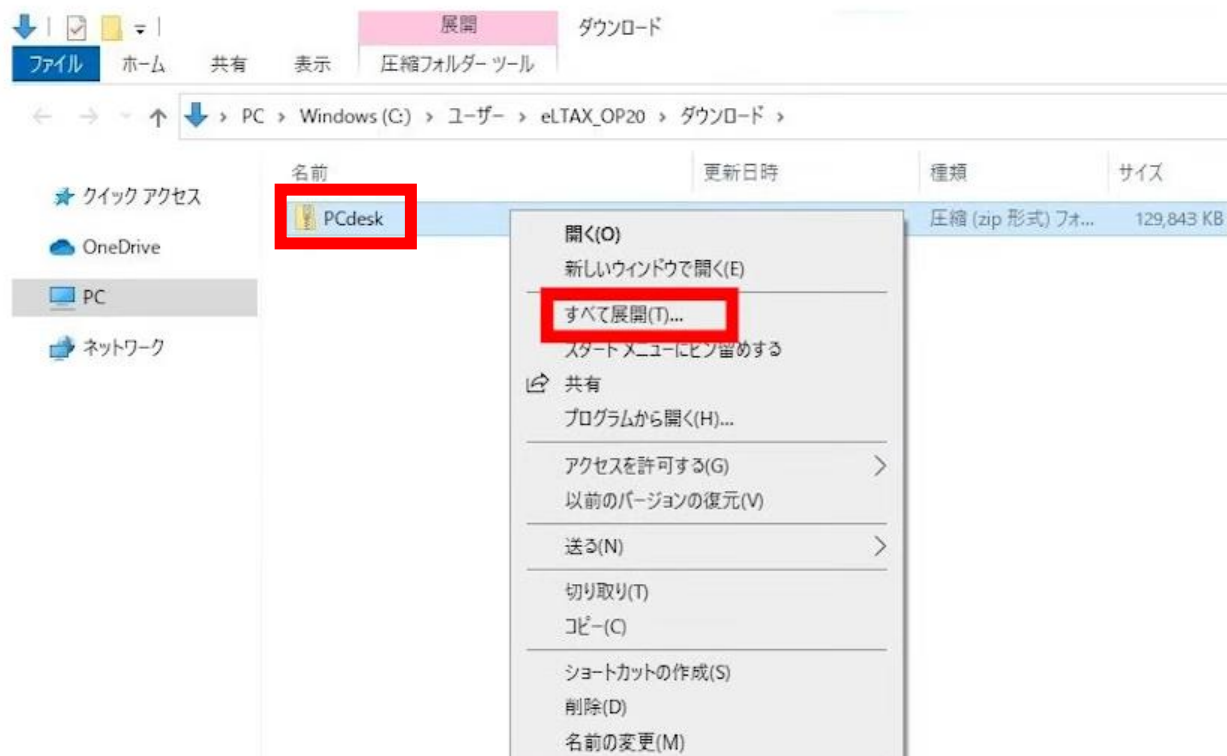 展開
ダウンロード
ファイル ホーム 共有 表示 圧縮フォルダー ツール
PC › Windows (C:) › ユーザー › eLTAX_OP20 › ダウンロード ›
名前 更新日時 種類 サイズ
クイック アクセス
PCdesk 圧縮 (zip 形式) フォ... 129,843 KB
OneDrive
PC
ネットワーク
開く(O)
新しいウィンドウで開く(E)
すべて展開(T)...
スタート メニューにピン留めする
共有
プログラムから開く(H)...
アクセスを許可する(G)
以前のバージョンの復元(V)
送る(N)
切り取り(T)
コピー(C)
ショートカットの作成(S)
削除(D)
名前の変更(M)